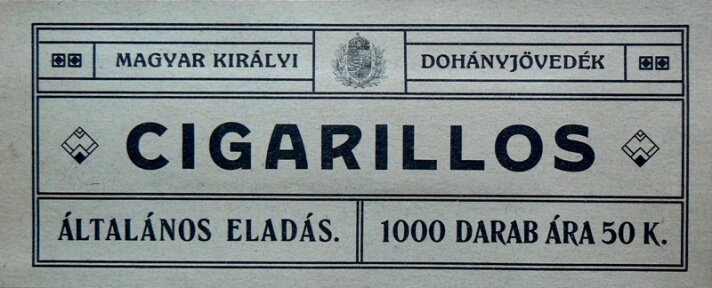 MAGYAR KIRÁLYI DOHÁNYJÖVEDÉK
CIGARILLOS
ÁLTALÁNOS ELADÁS. 1000 DARAB ÁRA 50 K.